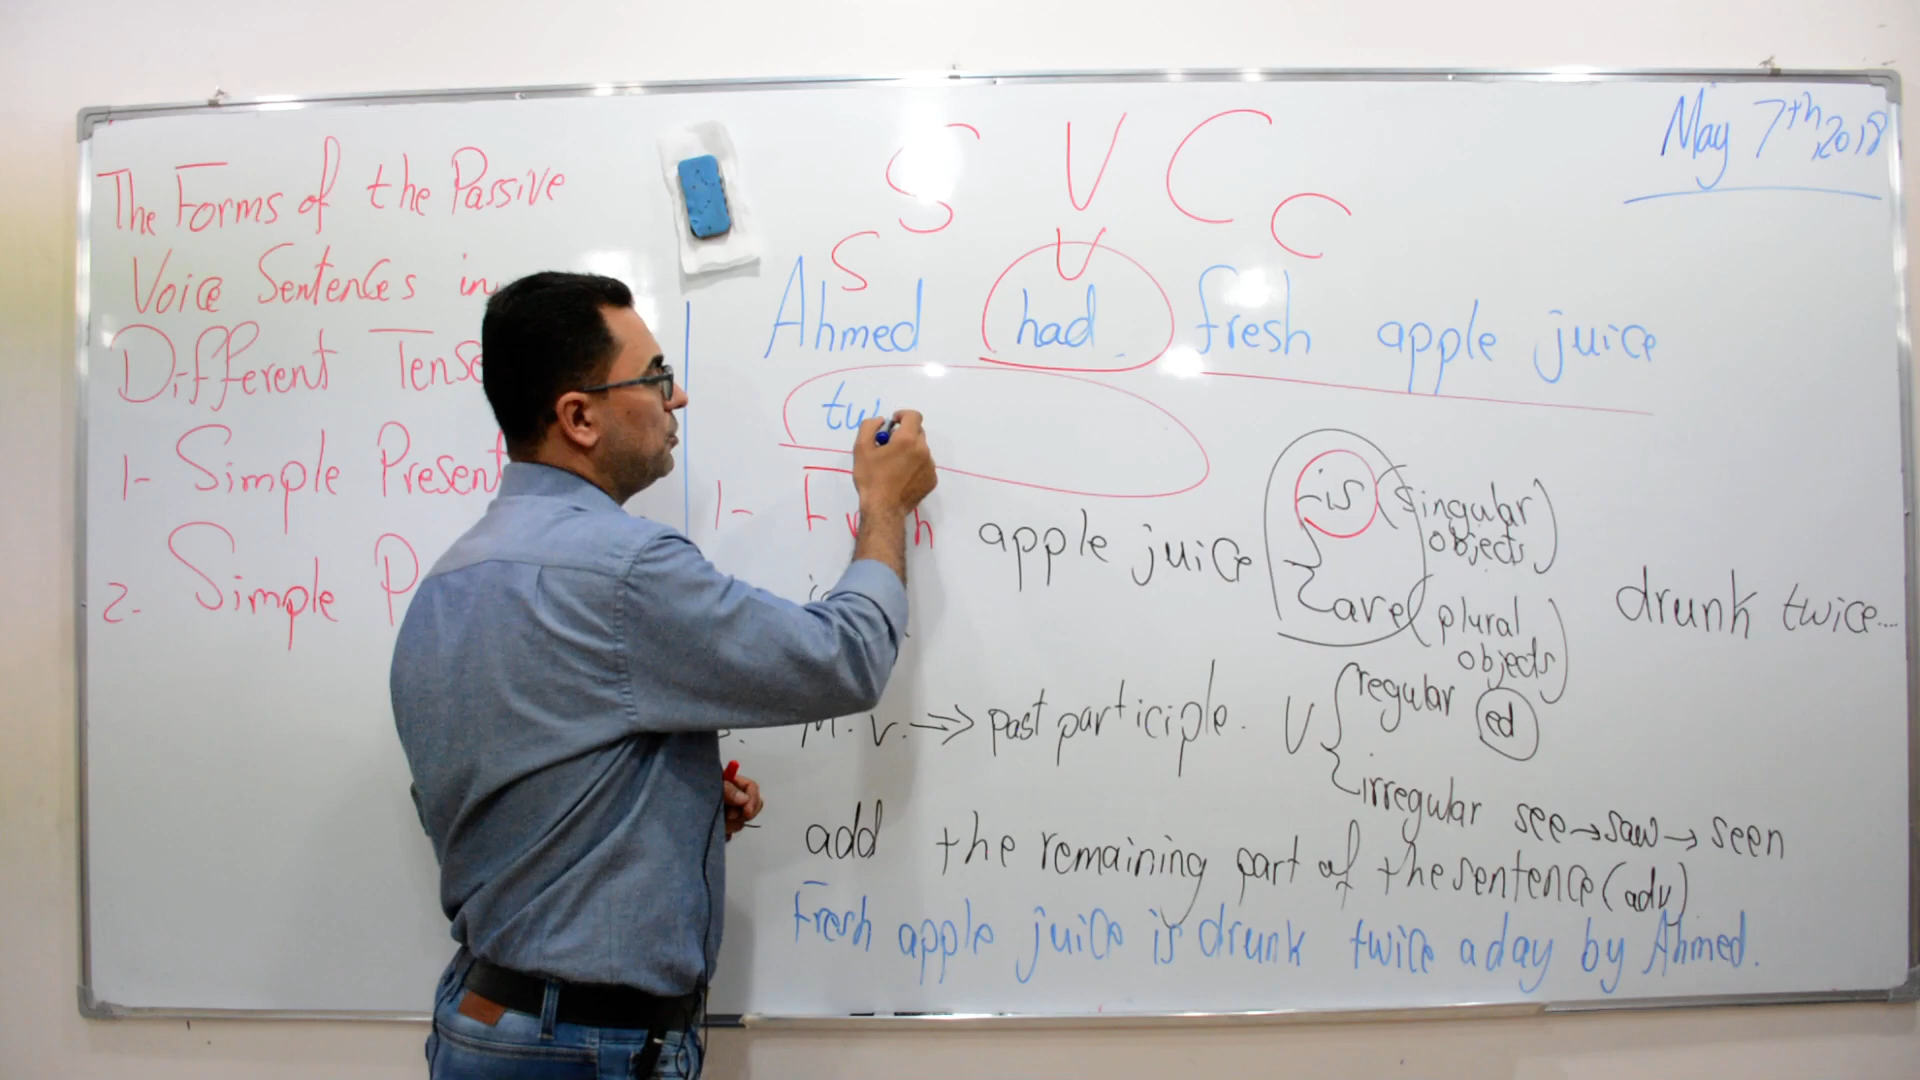 The Forms of the Passive
Voice Sentences in
Different Tense
1- Simple Present
2. Simple P
May 7th, 2018
S V C
S V C
Ahmed had fresh apple juice
tw
1- Fresh apple juice is (singular objects)
are (plural objects)
drunk twice....
M.V. => past participle. V regular ed
irregular see→saw→seen
add the remaining part of the sentence (adv)
Fresh apple juice is drunk twice a day by Ahmed.